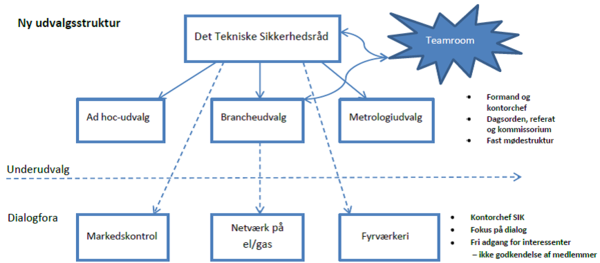 Ny udvalgsstruktur
Det Tekniske Sikkerhedsråd
Teamroom
Ad hoc-udvalg
Brancheudvalg
Metrologiudvalg
• Formand og
kontorchef
• Dagsorden, referat
og kommissorium
• Fast mødestruktur
Underudvalg
Dialogfora
Markedskontrol
Netværk på
el/gas
Fyrværkeri
• Kontorchef SIK
• Fokus på dialog
• Fri adgang for interessenter
– ikke godkendelse af medlemmer